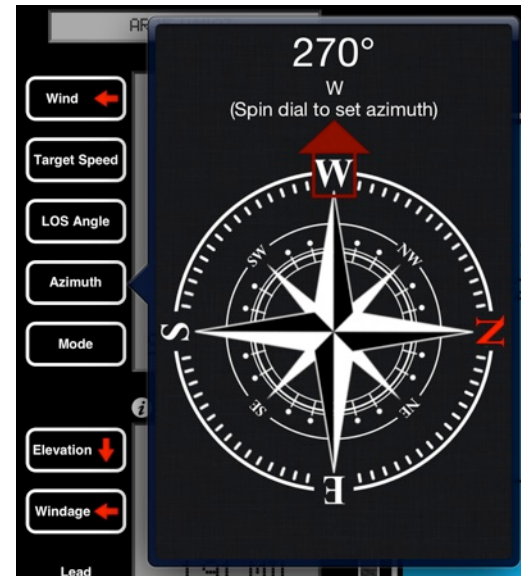 270°
W
(Spin dial to set azimuth)
Wind
Target Speed
LOS Angle
Azimuth
Mode
Elevation
Windage
Lead
W
SW
NW
S
N
SE
NE
E